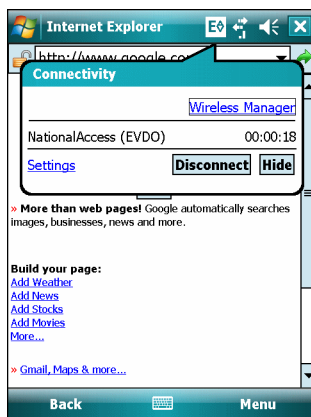 Internet Explorer
http://www.google.co
Connectivity
Wireless Manager
NationalAccess (EVDO) 00:00:18
Settings Disconnect Hide
» More than web pages! Google automatically searches
images, businesses, news and more.
Build your page:
Add Weather
Add News
Add Stocks
Add Movies
More...
» Gmail, Maps & more...
Back Menu